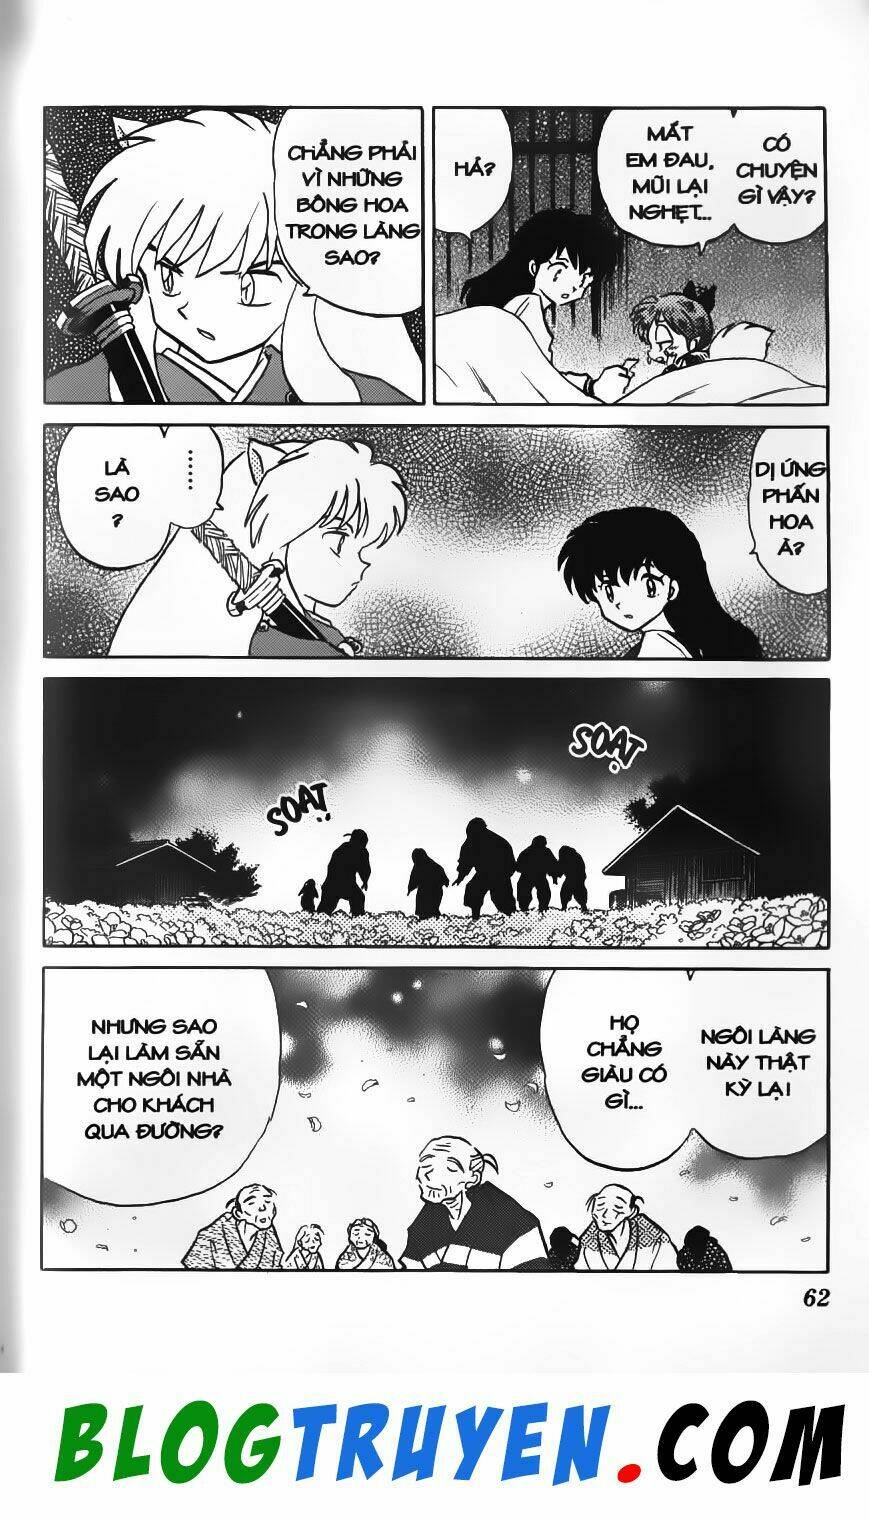 CÓ
CHUYỆN
GÌ VẬY?
MẮT
EM ĐAU,
MŨI LẠI
NGHẸT...
HẢ?
CHẲNG PHẢI
VÌ NHỮNG
BÔNG HOA
TRONG LÀNG
SAO?
DỊ ỨNG
PHẤN
HOA
À?
......
LÀ
SAO
?
SOẠT
SOẠT
NGÔI LÀNG
NÀY THẬT
KỲ LẠ!
HỌ
CHẲNG
GIÀU CÓ
GÌ...
NHƯNG SAO
LẠI LÀM SẴN
MỘT NGÔI NHÀ
CHO KHÁCH
QUA ĐƯỜNG?
62
BLOGTRUYEN.COM